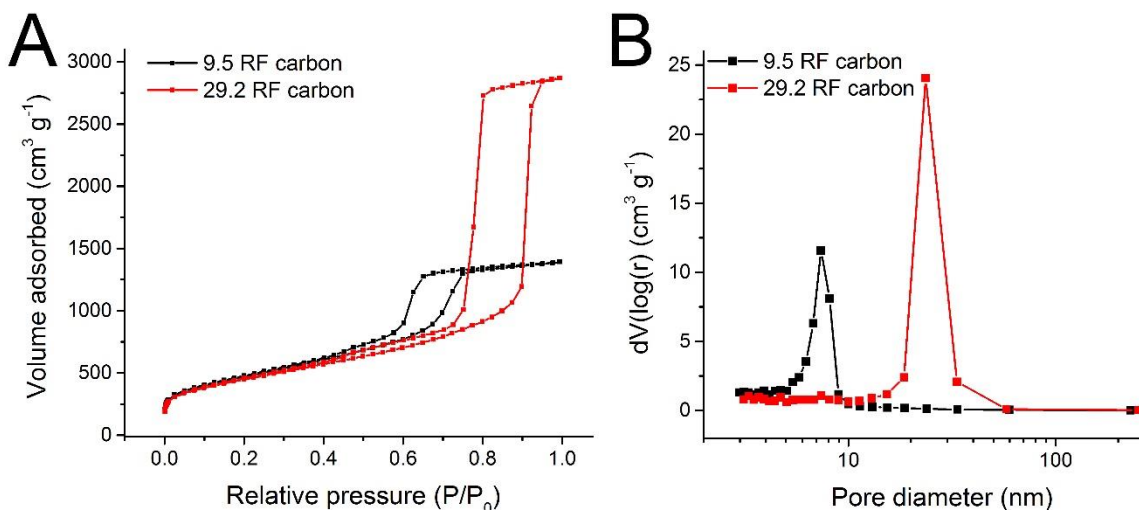 A
9.5 RF carbon
29.2 RF carbon
3000
2500
2000
1500
1000
500
0
0.0 0.2 0.4 0.6 0.8 1.0
Volume adsorbed (cm³ g⁻¹)
Relative pressure (P/P₀)
B
9.5 RF carbon
29.2 RF carbon
25
20
15
10
5
0
10 100
dV(log(r) (cm³ g⁻¹)
Pore diameter (nm)